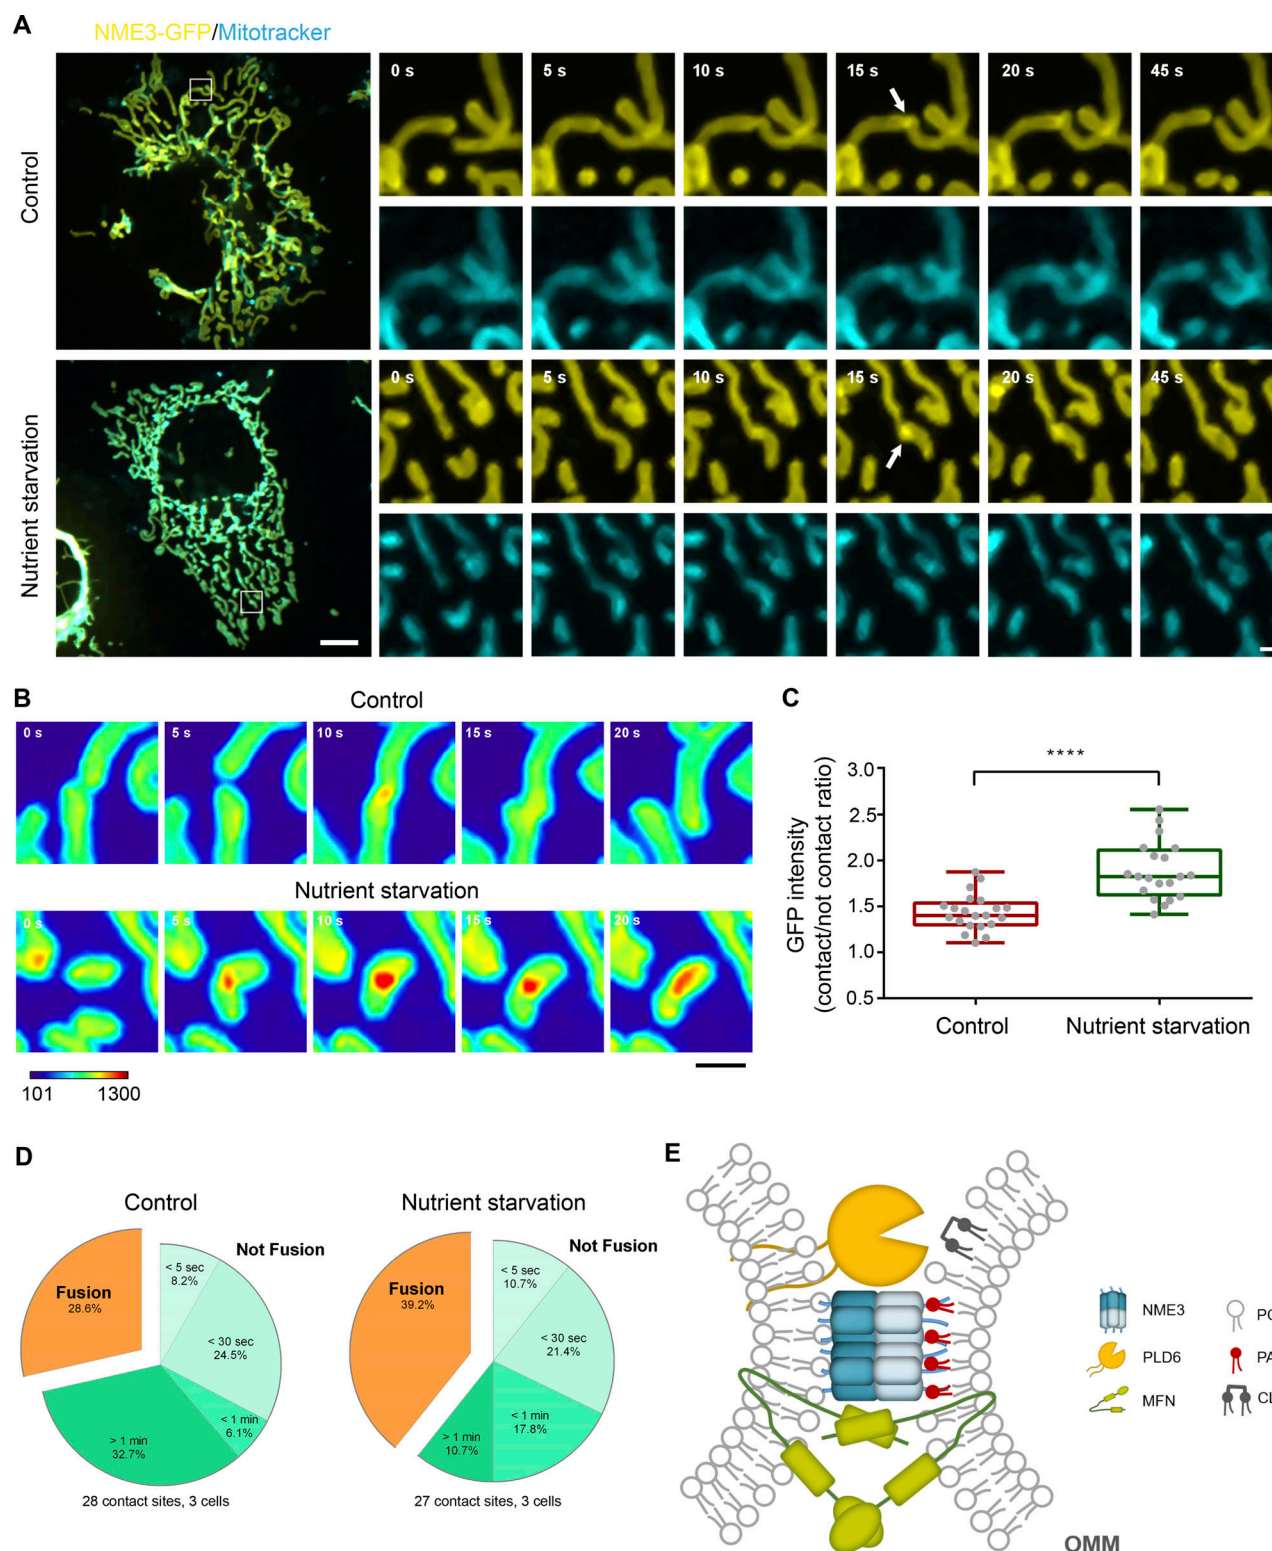 A
NME3-GFP/Mitotracker
Control
0 s
5 s
10 s
15 s
20 s
45 s
Nutrient starvation
0 s
5 s
10 s
15 s
20 s
45 s
B
Control
0 s
5 s
10 s
15 s
20 s
Nutrient starvation
0 s
5 s
10 s
15 s
20 s
101
1300
C
GFP intensity
(contact/not contact ratio)
3.0
2.5
2.0
1.5
1.0
0.5
****
Control
Nutrient starvation
D
Control
Fusion
28.6%
Not Fusion
< 5 sec
8.2%
< 30 sec
24.5%
< 1 min
6.1%
> 1 min
32.7%
28 contact sites, 3 cells
Nutrient starvation
Fusion
39.2%
Not Fusion
< 5 sec
10.7%
< 30 sec
21.4%
< 1 min
17.8%
> 1 min
10.7%
27 contact sites, 3 cells
E
NME3
PLD6
MFN
PA
OMM